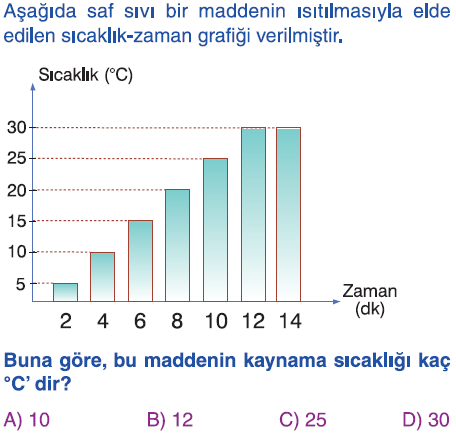 Aşağıda saf sıvı bir maddenin ısıtılmasıyla elde
edilen sıcaklık-zaman grafiği verilmiştir.
Sıcaklık (°C)
30
25
20
15
10
5
2 4 6 8 10 12 14
Zaman
(dk)
Buna göre, bu maddenin kaynama sıcaklığı kaç
°C' dir?
A) 10 B) 12 C) 25 D) 30